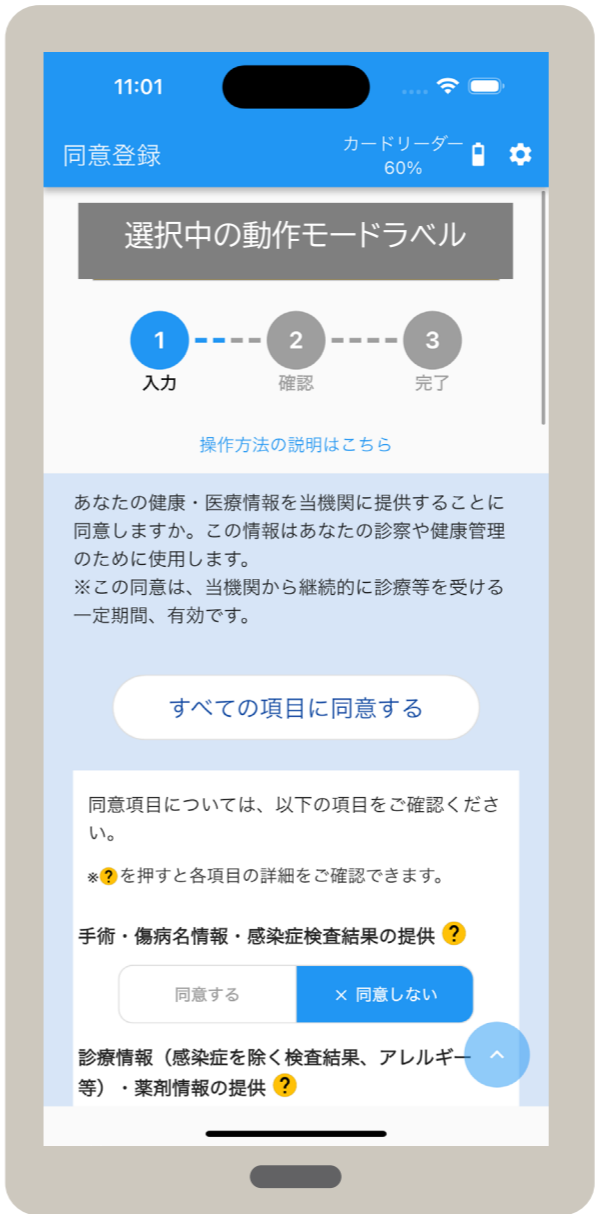 11:01
同意登録
カードリーダー
60%
選択中の動作モードラベル
1
2
3
入力
確認
完了
操作方法の説明はこちら
あなたの健康・医療情報を当機関に提供することに
同意しますか。この情報はあなたの診察や健康管理
のために使用します。
※この同意は、当機関から継続的に診療等を受ける
一定期間、有効です。
すべての項目に同意する
同意項目については、以下の項目をご確認くださ
い。
※?を押すと各項目の詳細をご確認できます。
手術・傷病名情報・感染症検査結果の提供 ?
同意する
× 同意しない
診療情報（感染症を除く検査結果、アレルギー
等）・薬剤情報の提供 ?